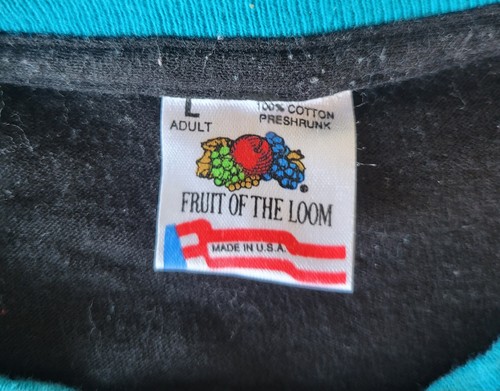 L
ADULT
100% COTTON
PRESHRUNK
®
FRUIT OF THE LOOM
MADE IN U.S.A.